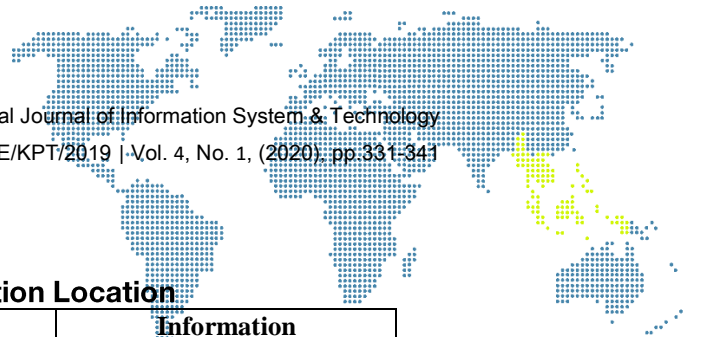 al Journal of Information System & Technology
E/KPT/2019 | Vol. 4, No. 1, (2020), pp.331-341
tion Location
Information